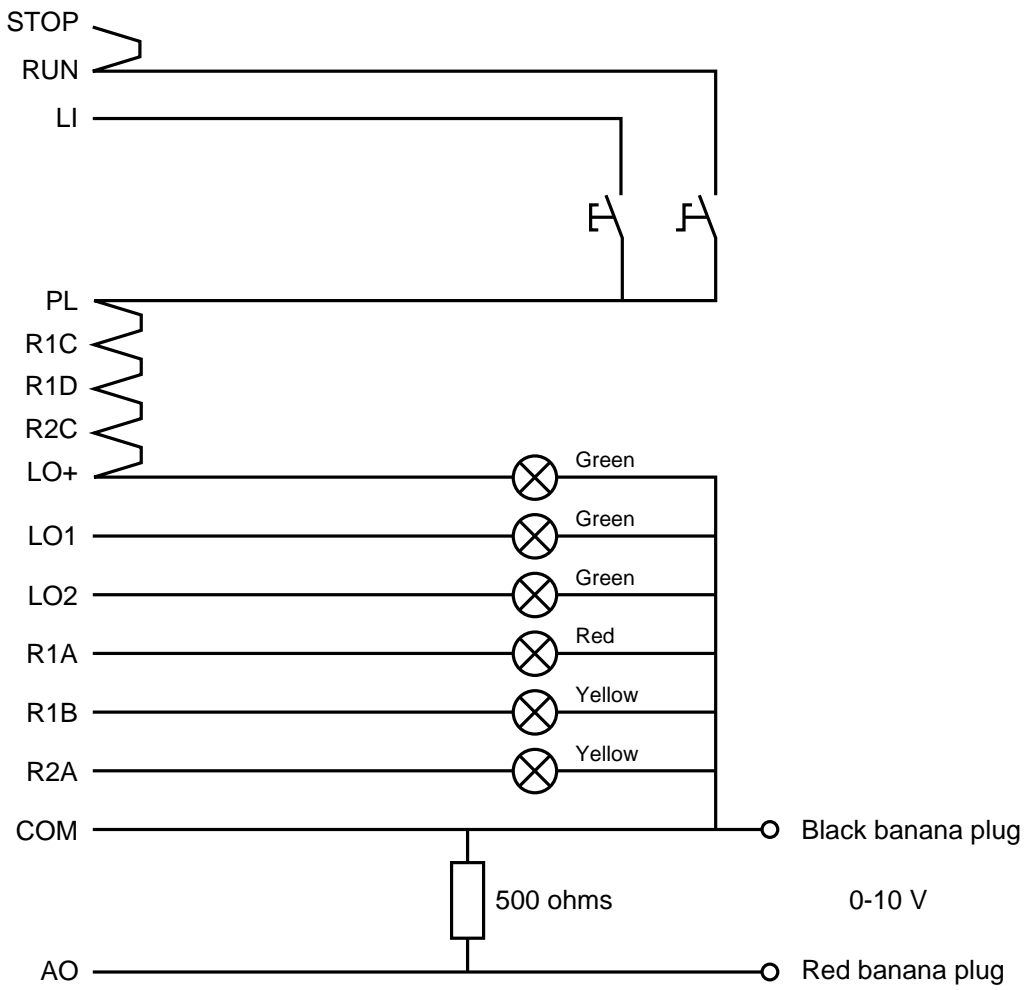 STOP
RUN
LI
PL
R1C
R1D
R2C
LO+
Green
LO1
Green
LO2
Green
R1A
Red
R1B
Yellow
R2A
Yellow
COM
Black banana plug
500 ohms
0-10 V
AO
Red banana plug